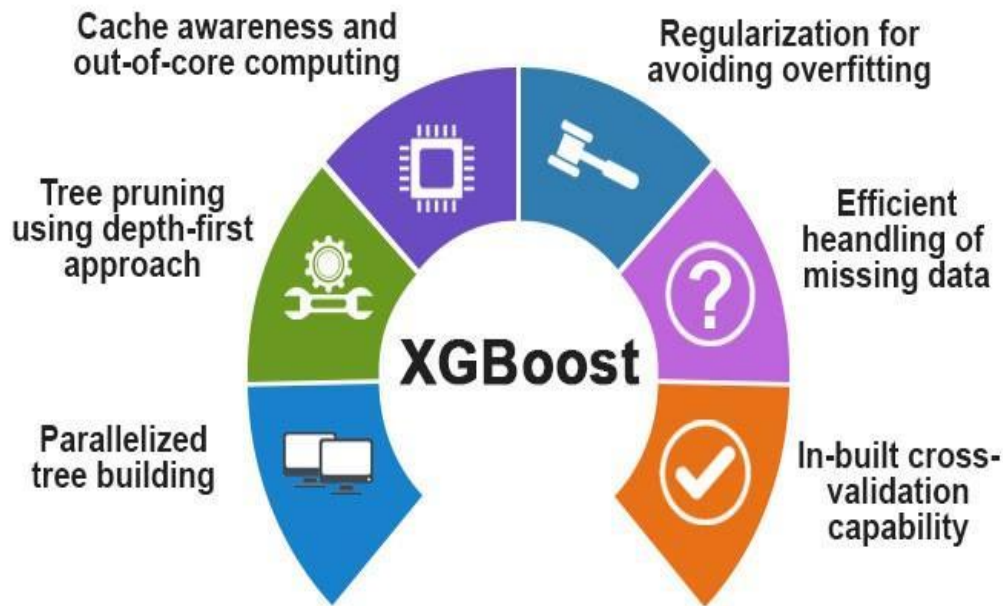 Cache awareness and
out-of-core computing
Regularization for
avoiding overfitting
Tree pruning
using depth-first
approach
Efficient
heandling of
missing data
XGBoost
Parallelized
tree building
In-built cross-
validation
capability